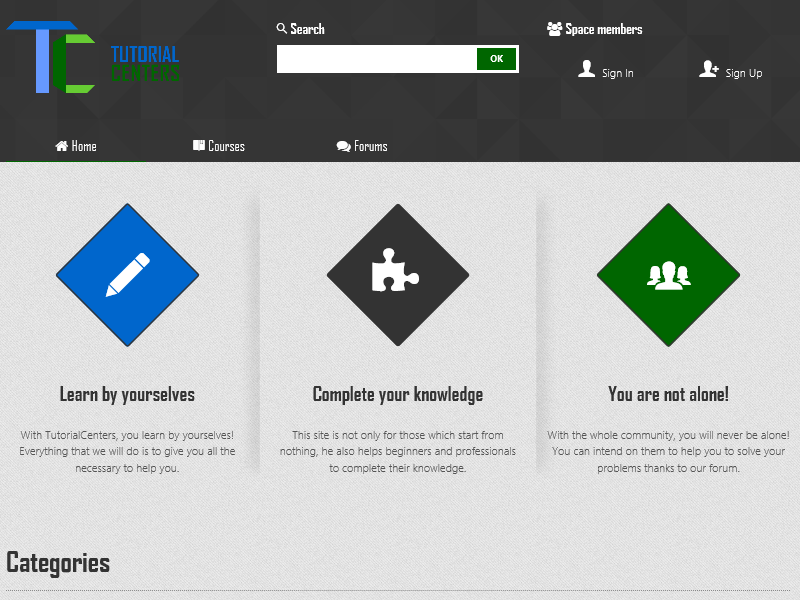 TUTORIAL
CENTERS
Search
OK
Space members
Sign In
Sign Up
Home
Courses
Forums
Learn by yourselves
With TutorialCenters, you learn by yourselves!
Everything that we will do is to give you all the
necessary to help you.
Complete your knowledge
This site is not only for those which start from
nothing, he also helps beginners and professionals
to complete their knowledge.
You are not alone!
With the whole community, you will never be alone!
You can intend on them to help you to solve your
problems thanks to our forum.
Categories